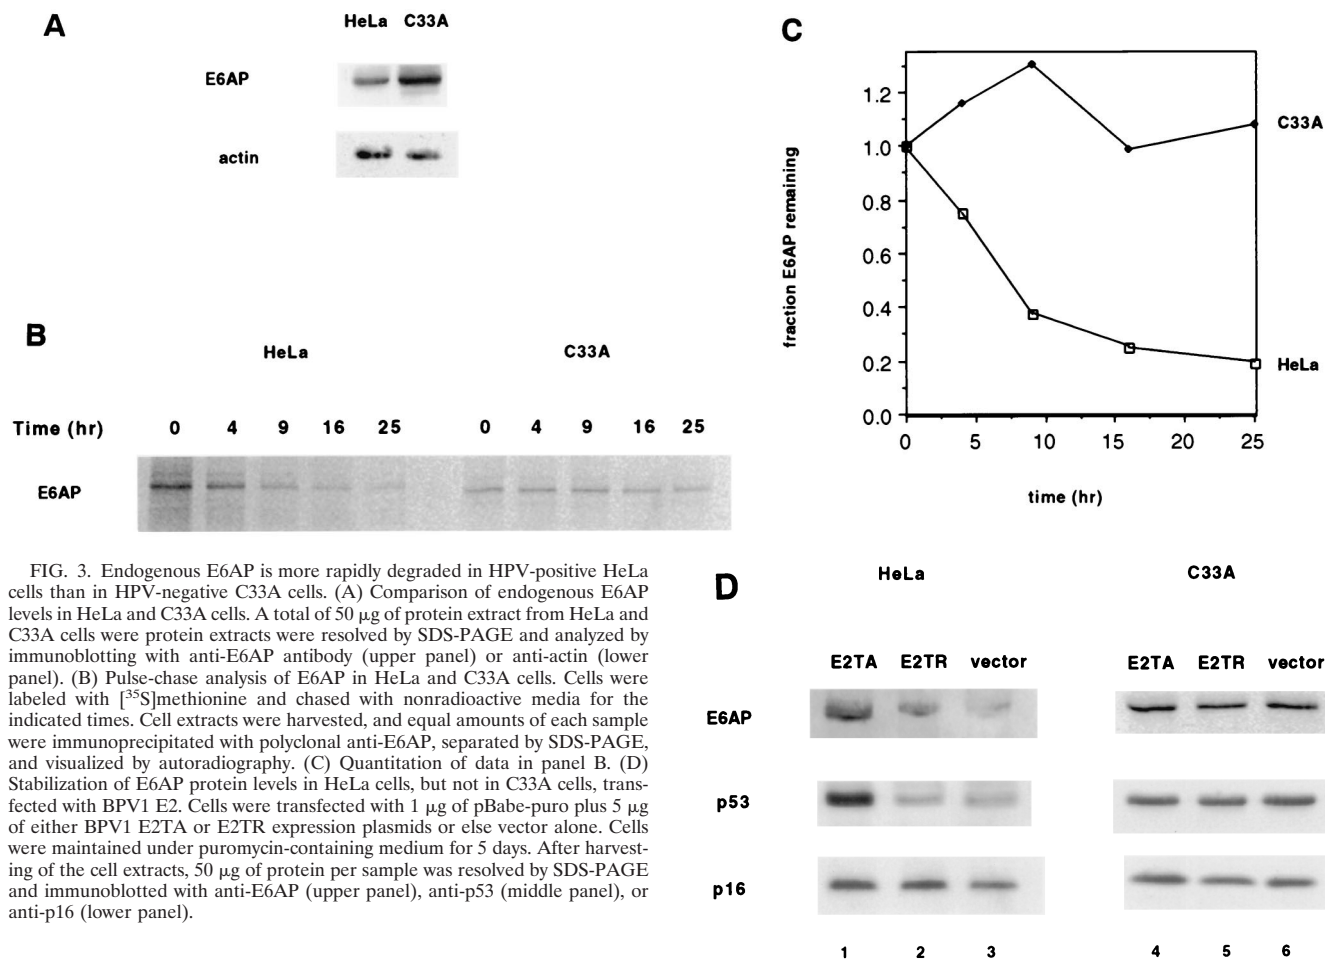 A
HeLa C33A
E6AP
actin
B
HeLa C33A
Time (hr) 0 4 9 16 25 0 4 9 16 25
E6AP
FIG. 3. Endogenous E6AP is more rapidly degraded in HPV-positive HeLa
cells than in HPV-negative C33A cells. (A) Comparison of endogenous E6AP
levels in HeLa and C33A cells. A total of 50 μg of protein extract from HeLa and
C33A cells were protein extracts were resolved by SDS-PAGE and analyzed by
immunoblotting with anti-E6AP antibody (upper panel) or anti-actin (lower
panel). (B) Pulse-chase analysis of E6AP in HeLa and C33A cells. Cells were
labeled with [³⁵S]methionine and chased with nonradioactive media for the
indicated times. Cell extracts were harvested, and equal amounts of each sample
were immunoprecipitated with polyclonal anti-E6AP, separated by SDS-PAGE,
and visualized by autoradiography. (C) Quantitation of data in panel B. (D)
Stabilization of E6AP protein levels in HeLa cells, but not in C33A cells, trans-
fected with BPV1 E2. Cells were transfected with 1 μg of pBabe-puro plus 5 μg
of either BPV1 E2TA or E2TR expression plasmids or else vector alone. Cells
were maintained under puromycin-containing medium for 5 days. After harvest-
ing of the cell extracts, 50 μg of protein per sample was resolved by SDS-PAGE
and immunoblotted with anti-E6AP (upper panel), anti-p53 (middle panel), or
anti-p16 (lower panel).
C
fraction E6AP remaining
1.2
1.0
0.8
0.6
0.4
0.2
0.0
C33A
HeLa
0 5 10 15 20 25
time (hr)
D
HeLa C33A
E2TA E2TR vector E2TA E2TR vector
E6AP
p53
p16
1 2 3 4 5 6